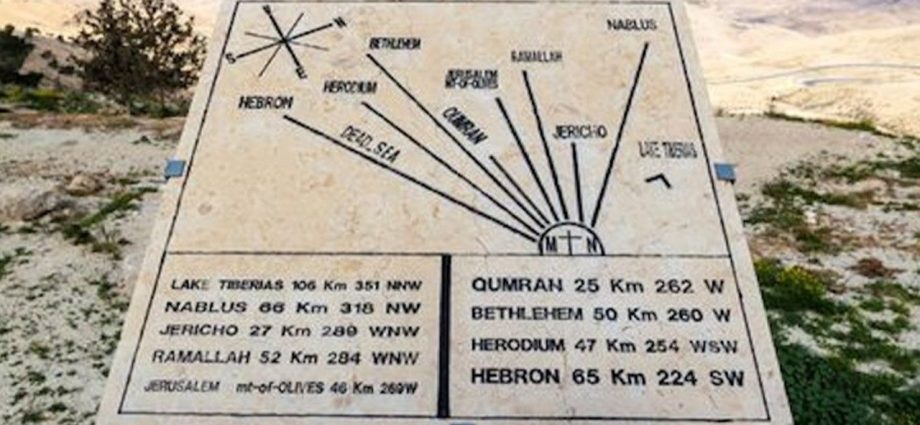 N
S
W
BETHLEHEM
NABLUS
RAMALLAH
JERUSALEM
MT-OF-OLIVES
HERODIUM
HEBRON
QUMRAN
JERICHO
DEAD SEA
LAKE TIBERIAS
M N
LAKE TIBERIAS 106 Km 351 NNW
NABLUS 66 Km 318 NW
JERICHO 27 Km 289 WNW
RAMALLAH 52 Km 284 WNW
JERUSALEM mt-of-OLIVES 46 Km 269W
QUMRAN 25 Km 262 W
BETHLEHEM 50 Km 260 W
HERODIUM 47 Km 254 WSW
HEBRON 65 Km 224 SW